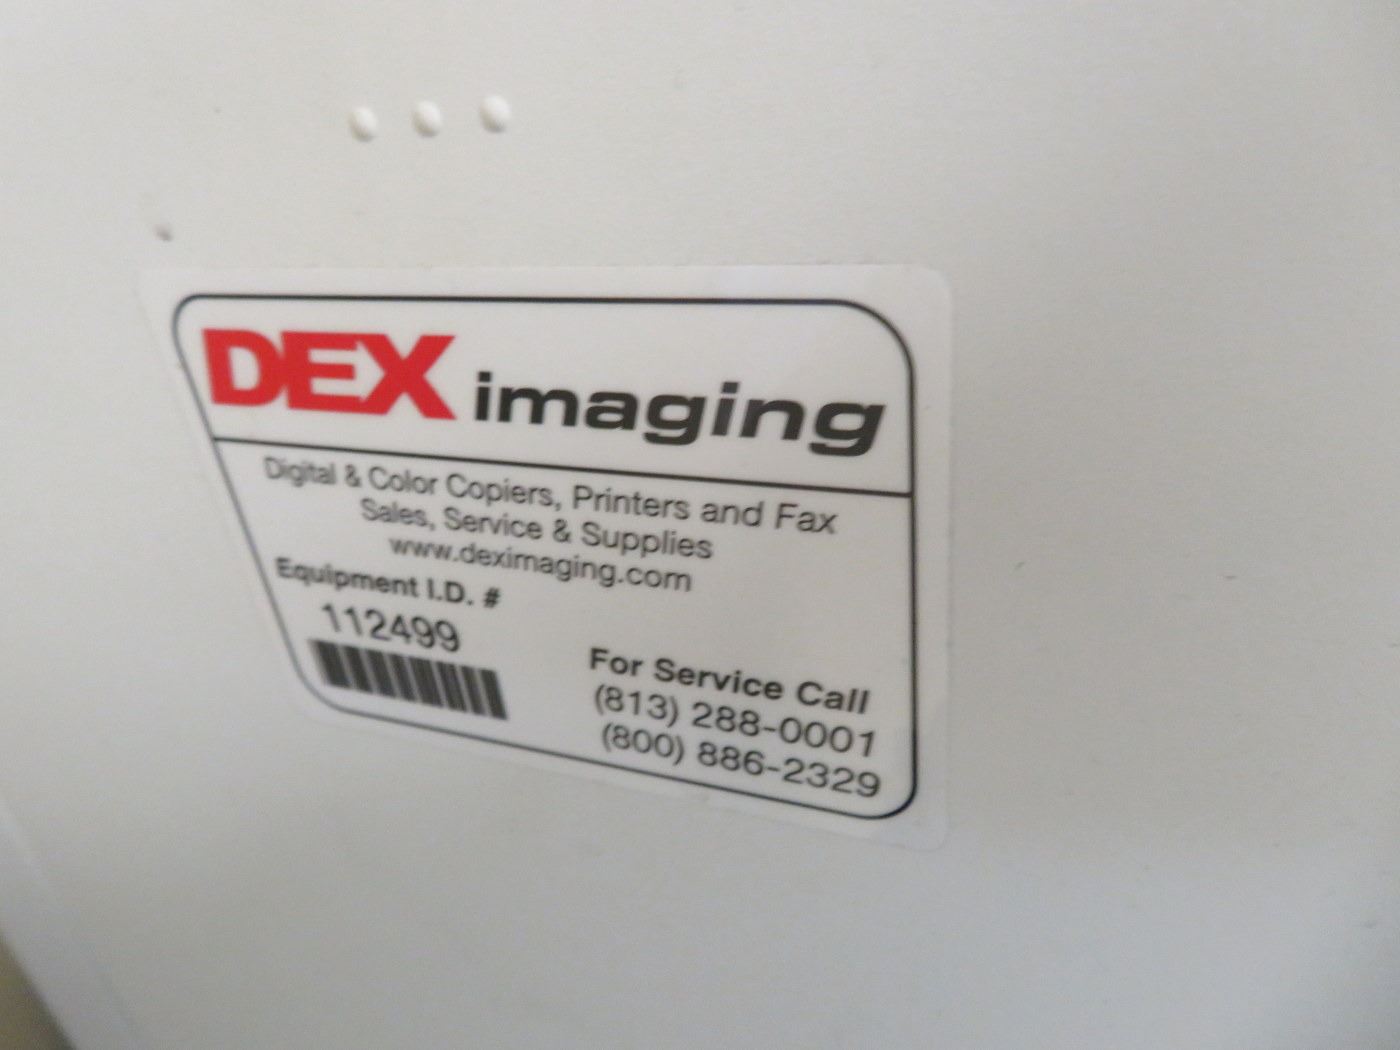 DEX imaging
Digital & Color Copiers, Printers and Fax
Sales, Service & Supplies
www.deximaging.com
Equipment I.D. #
112499
For Service Call
(813) 288-0001
(800) 886-2329